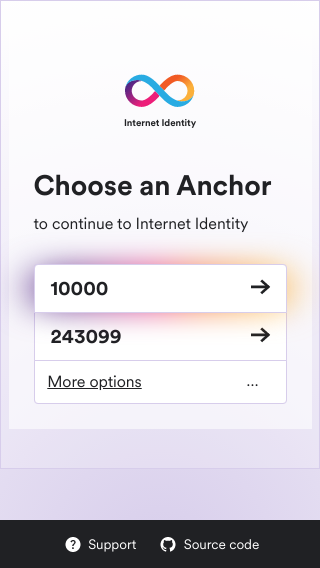 Internet Identity
Choose an Anchor
to continue to Internet Identity
10000
243099
More options ...
Support Source code